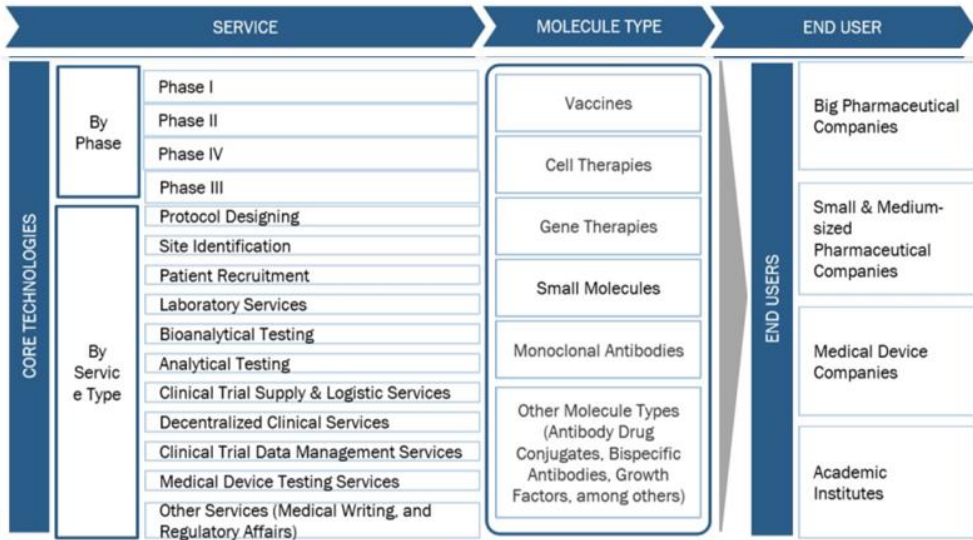 SERVICE
MOLECULE TYPE
END USER
CORE TECHNOLOGIES
By
Phase
Phase I
Phase II
Phase IV
Phase III
By
Servic
e Type
Protocol Designing
Site Identification
Patient Recruitment
Laboratory Services
Bioanalytical Testing
Analytical Testing
Clinical Trial Supply & Logistic Services
Decentralized Clinical Services
Clinical Trial Data Management Services
Medical Device Testing Services
Other Services (Medical Writing, and
Regulatory Affairs)
Vaccines
Cell Therapies
Gene Therapies
Small Molecules
Monoclonal Antibodies
Other Molecule Types
(Antibody Drug
Conjugates, Bispecific
Antibodies, Growth
Factors, among others)
END USERS
Big Pharmaceutical
Companies
Small & Medium-
sized
Pharmaceutical
Companies
Medical Device
Companies
Academic
Institutes